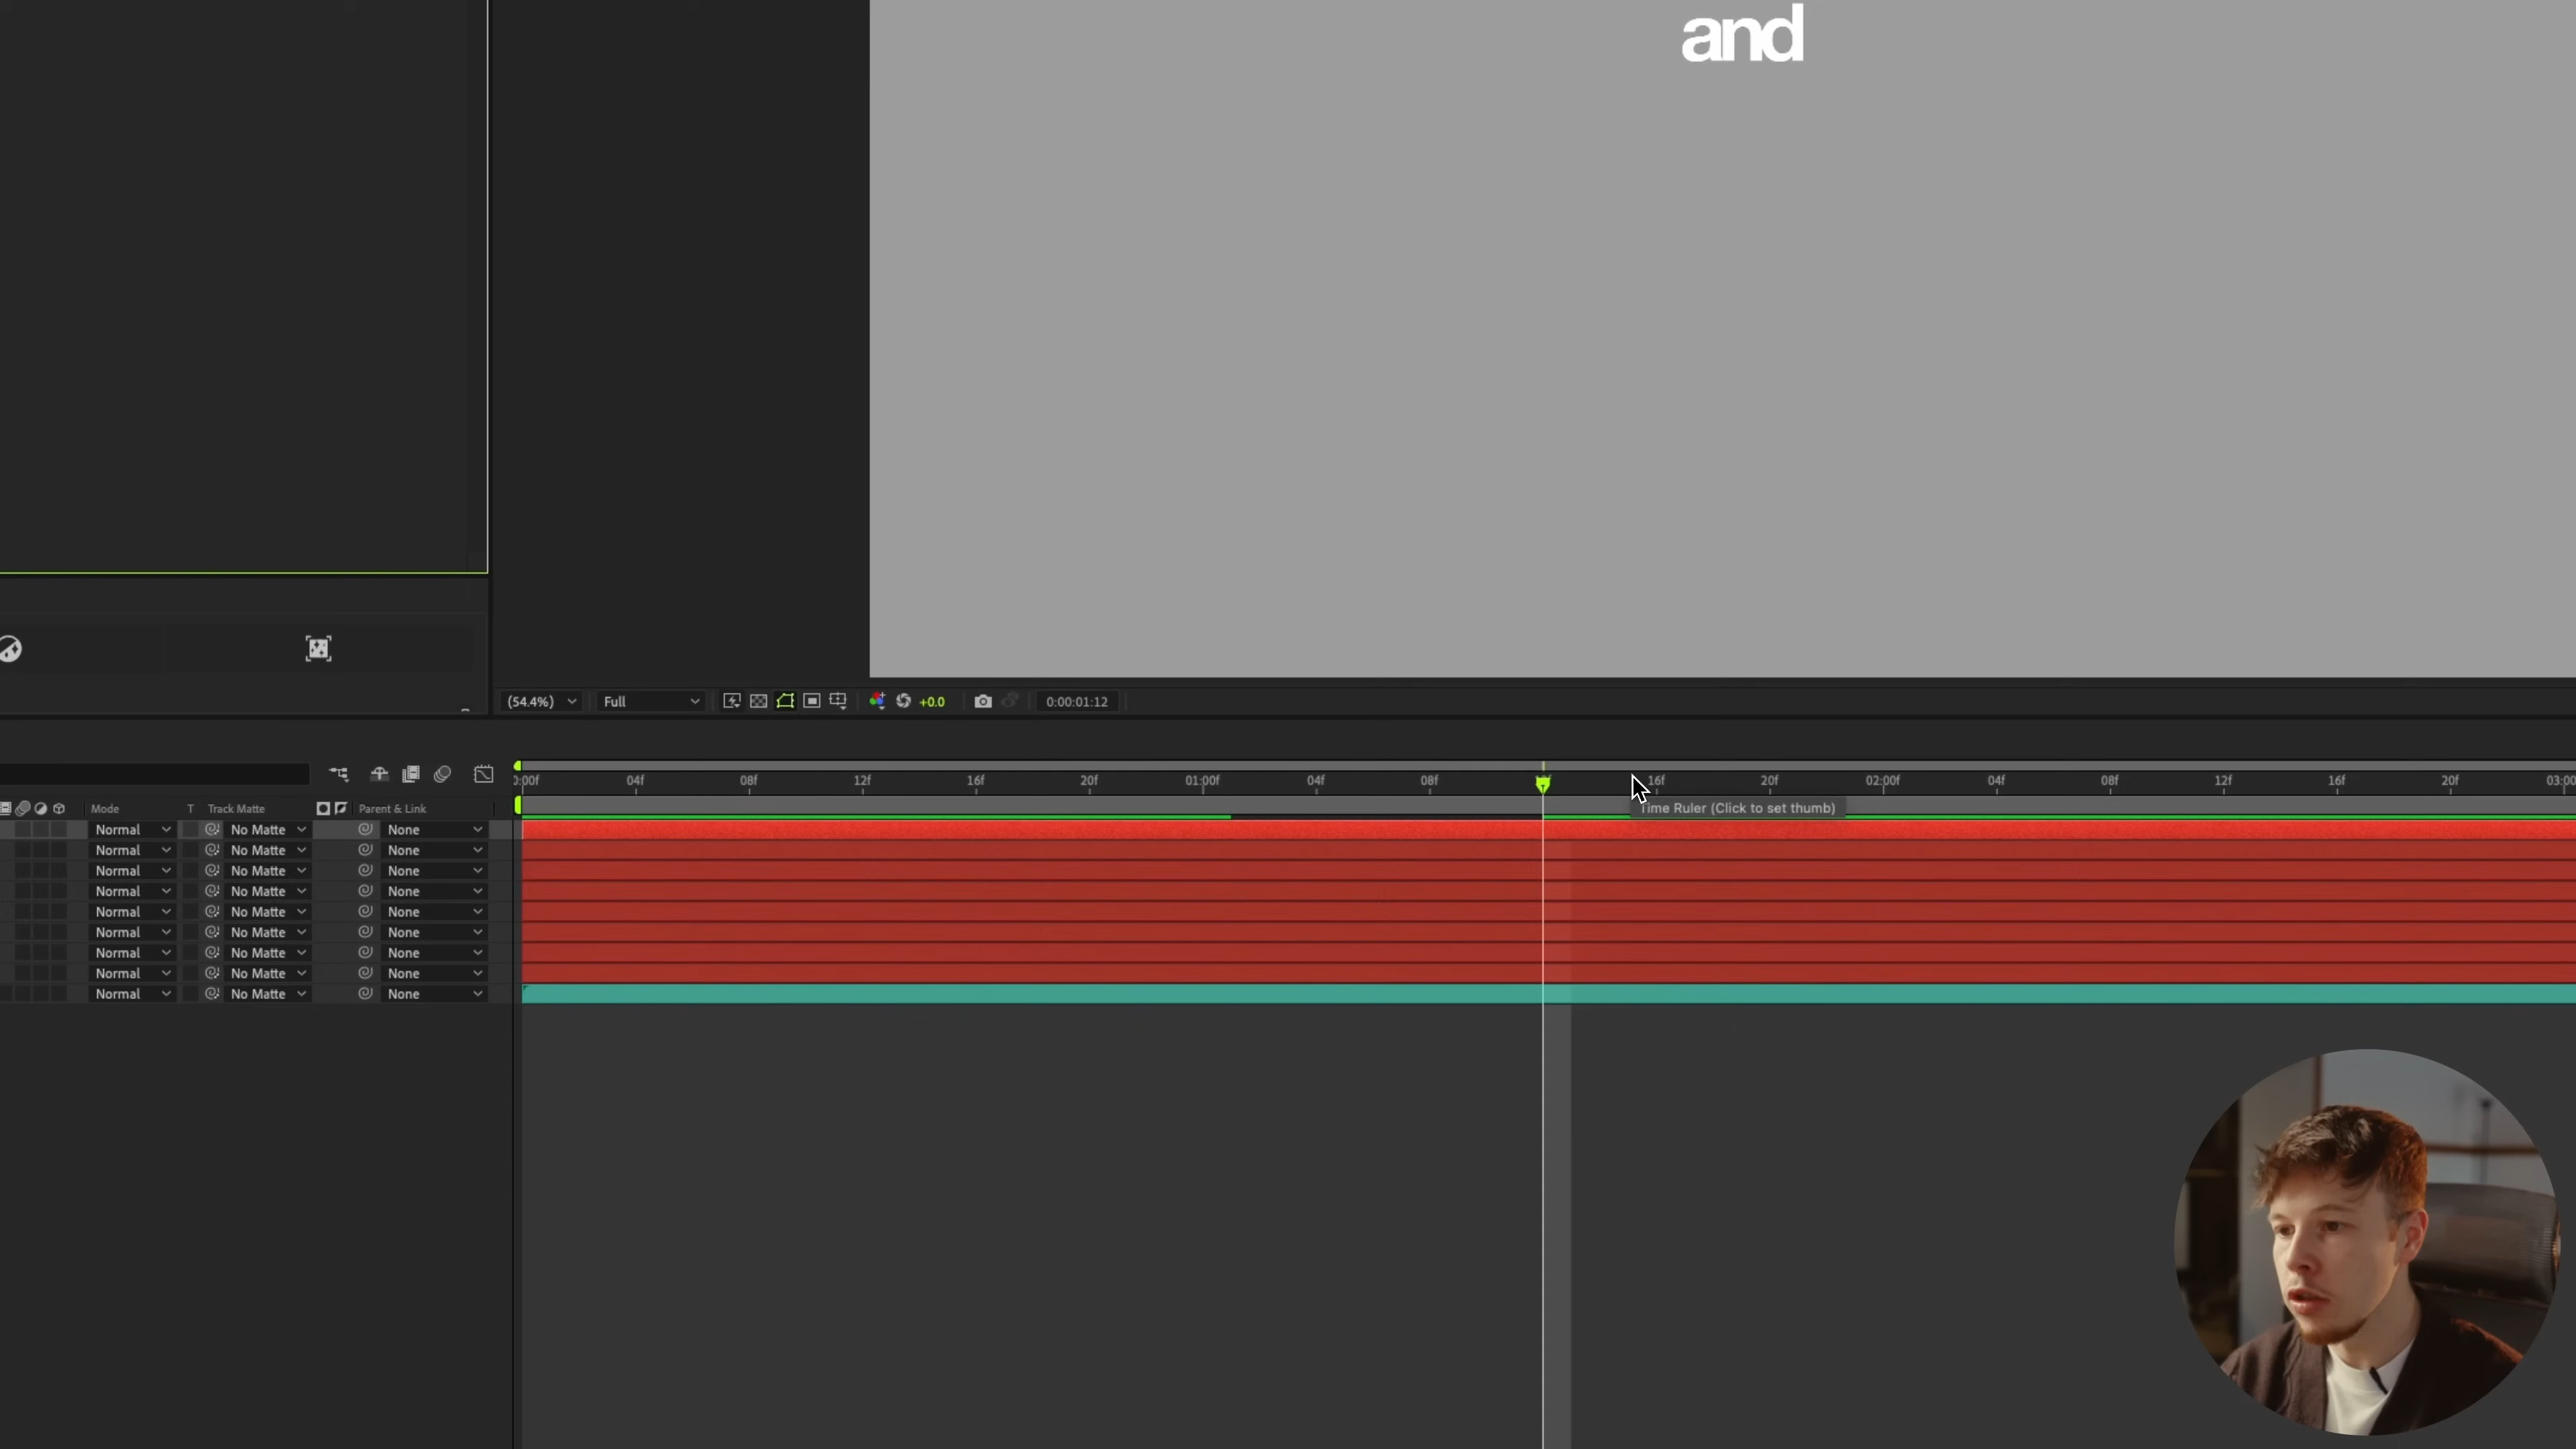 and
(54.4%) Full +0.0 0:00:01:12
0:00f 04f 08f 12f 16f 20f 01:00f 04f 08f 16f 20f 02:00f 04f 08f 12f 16f 20f 03:00
Mode T Track Matte Parent & Link
Time Ruler (Click to set thumb)
Normal No Matte None
Normal No Matte None
Normal No Matte None
Normal No Matte None
Normal No Matte None
Normal No Matte None
Normal No Matte None
Normal No Matte None
Normal No Matte None